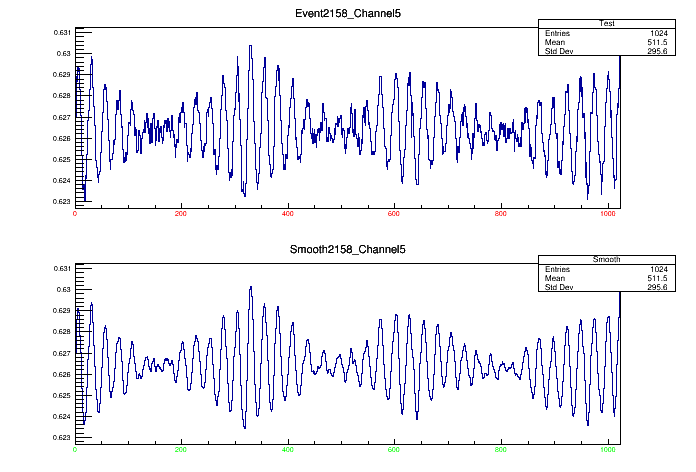 Event2158_Channel5
Test
Entries 1024
Mean 511.5
Std Dev 295.6
0.631
0.63
0.629
0.628
0.627
0.626
0.625
0.624
0.623
0 200 400 600 800 1000
Smooth2158_Channel5
Smooth
Entries 1024
Mean 511.5
Std Dev 295.6
0.631
0.63
0.629
0.628
0.627
0.626
0.625
0.624
0.623
0 200 400 600 800 1000